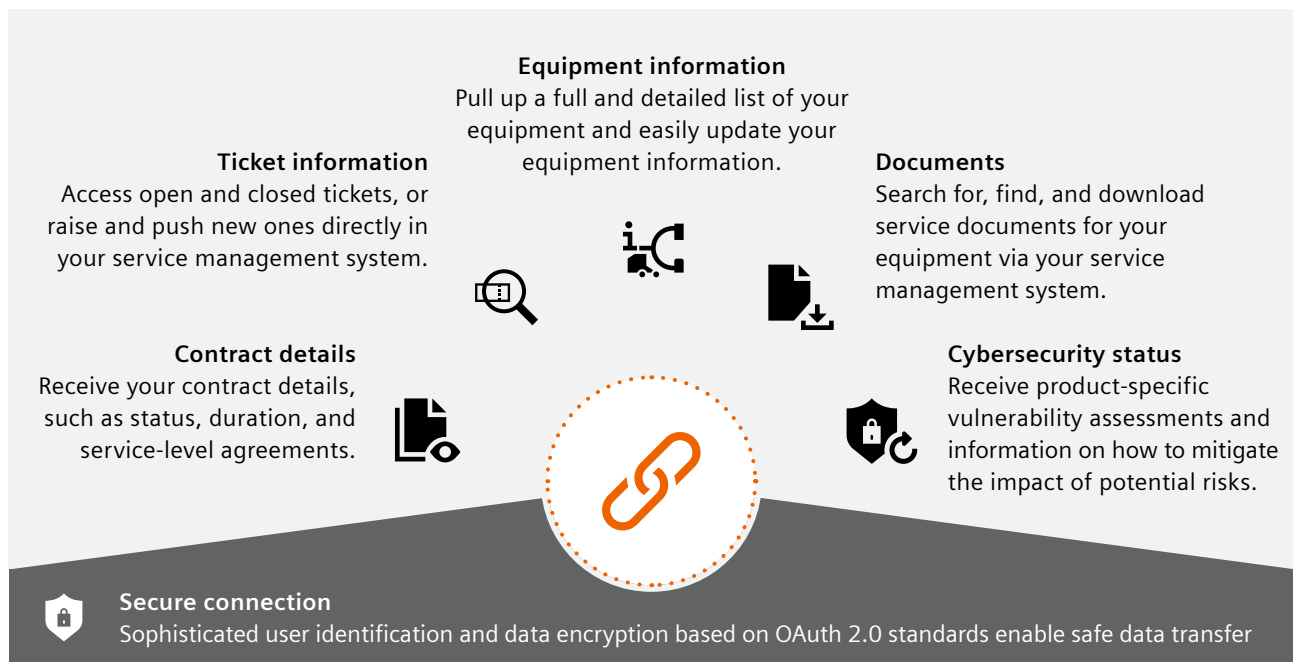 Equipment information
Pull up a full and detailed list of your
equipment and easily update your
equipment information.
Ticket information
Access open and closed tickets, or
raise and push new ones directly in
your service management system.
Documents
Search for, find, and download
service documents for your
equipment via your service
management system.
Contract details
Receive your contract details,
such as status, duration, and
service-level agreements.
Cybersecurity status
Receive product-specific
vulnerability assessments and
information on how to mitigate
the impact of potential risks.
Secure connection
Sophisticated user identification and data encryption based on OAuth 2.0 standards enable safe data transfer